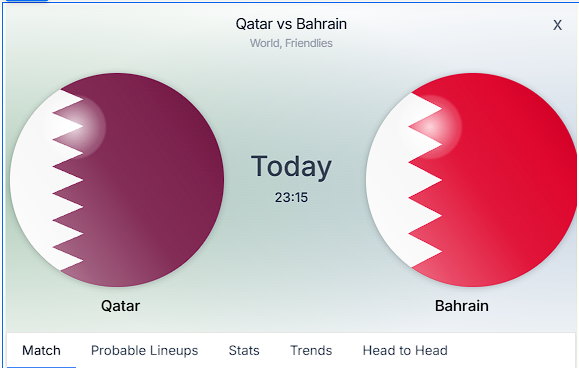 Qatar vs Bahrain
x
World, Friendlies
Today
23:15
Qatar
Bahrain
Match
Probable Lineups
Stats
Trends
Head to Head